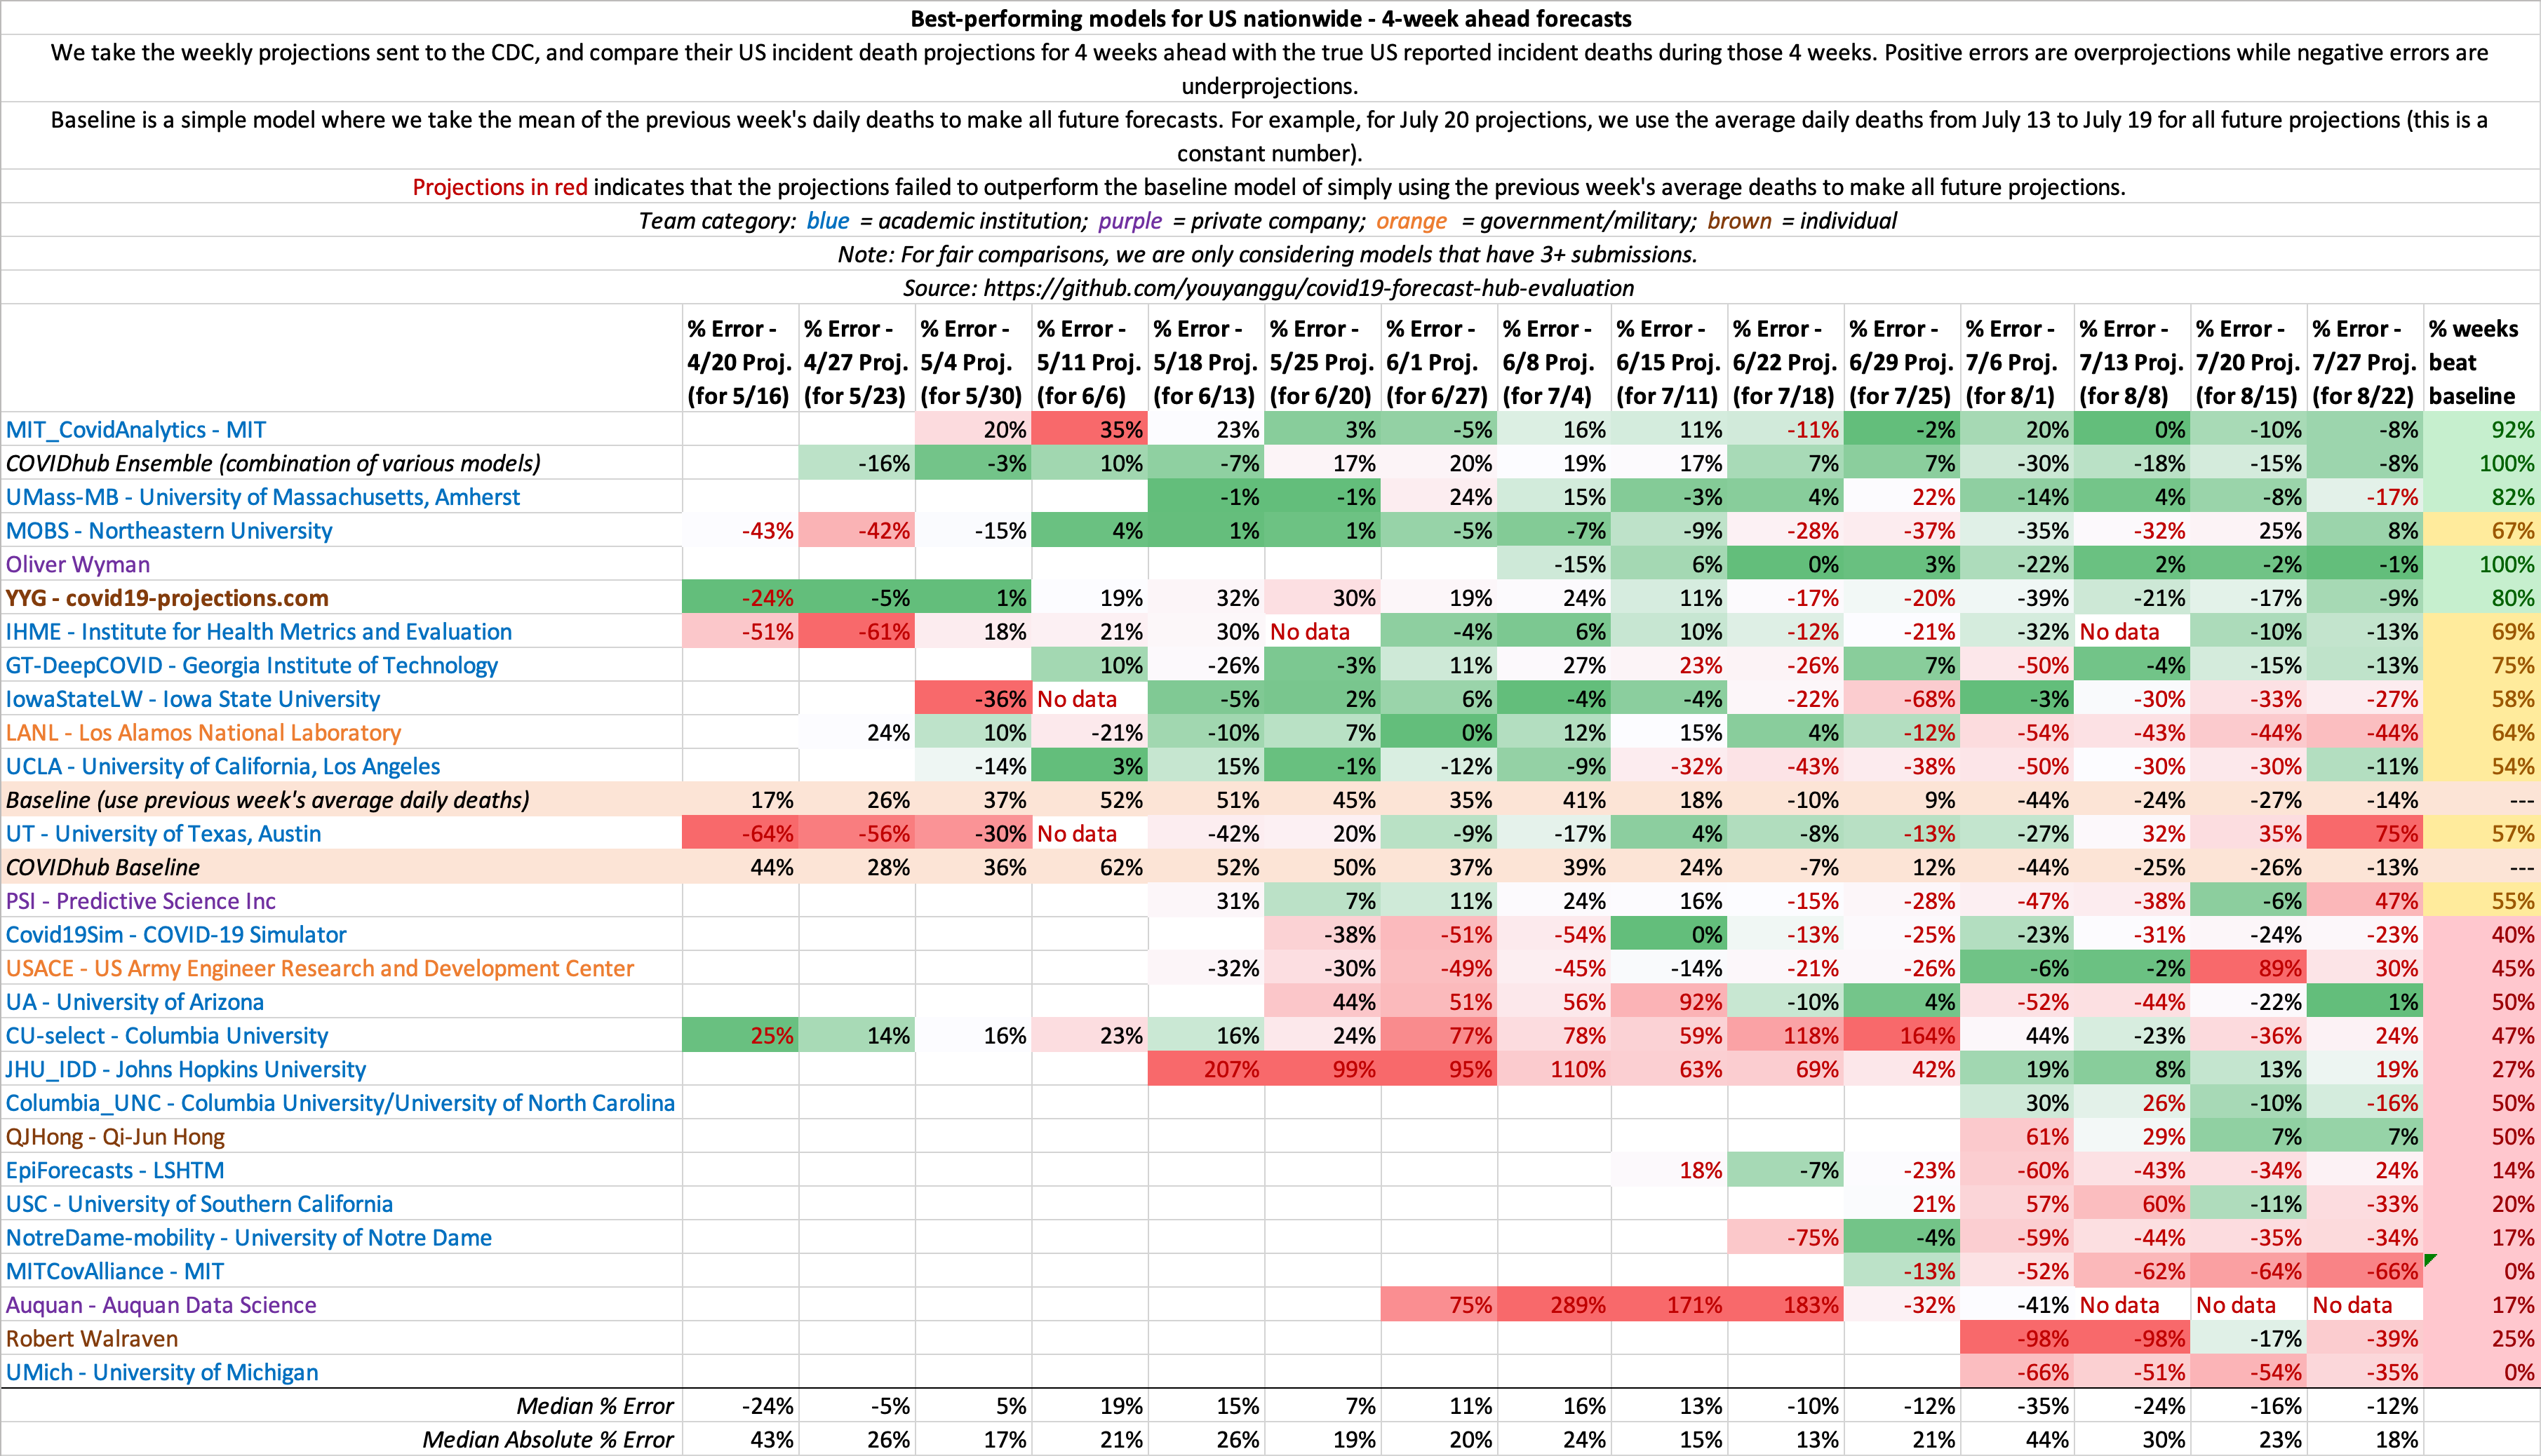 Best-performing models for US nationwide - 4-week ahead forecasts
We take the weekly projections sent to the CDC, and compare their US incident death projections for 4 weeks ahead with the true US reported incident deaths during those 4 weeks. Positive errors are overprojections while negative errors are
underprojections.
Baseline is a simple model where we take the mean of the previous week's daily deaths to make all future forecasts. For example, for July 20 projections, we use the average daily deaths from July 13 to July 19 for all future projections (this is a
constant number).
Projections in red indicates that the projections failed to outperform the baseline model of simply using the previous week's average deaths to make all future projections.
Team category: blue = academic institution; purple = private company; orange = government/military; brown = individual
Note: For fair comparisons, we are only considering models that have 3+ submissions.
Source: https://github.com/youyanggu/covid19-forecast-hub-evaluation
% Error - % Error - % Error - % Error - % Error - % Error - % Error - % Error - % Error - % Error - % Error - % Error - % Error - % Error - % Error - % weeks
4/20 Proj. 4/27 Proj. 5/4 Proj. 5/11 Proj. 5/18 Proj. 5/25 Proj. 6/1 Proj. 6/8 Proj. 6/15 Proj. 6/22 Proj. 6/29 Proj. 7/6 Proj. 7/13 Proj. 7/20 Proj. 7/27 Proj. beat
(for 5/16) (for 5/23) (for 5/30) (for 6/6) (for 6/13) (for 6/20) (for 6/27) (for 7/4) (for 7/11) (for 7/18) (for 7/25) (for 8/1) (for 8/8) (for 8/15) (for 8/22) baseline
MIT_CovidAnalytics - MIT 20% 35% 23% 3% -5% 16% 11% -11% -2% 20% 0% -10% -8% 92%
COVIDhub Ensemble (combination of various models) -16% -3% 10% -7% 17% 20% 19% 17% 7% 7% -30% -18% -15% -8% 100%
UMass-MB - University of Massachusetts, Amherst -1% -1% 24% 15% -3% 4% 22% -14% 4% -8% -17% 82%
MOBS - Northeastern University -43% -42% -15% 4% 1% 1% -5% -7% -9% -28% -37% -35% -32% 25% 8% 67%
Oliver Wyman -15% 6% 0% 3% -22% 2% -2% -1% 100%
YYG - covid19-projections.com -24% -5% 1% 19% 32% 30% 19% 24% 11% -17% -20% -39% -21% -17% -9% 80%
IHME - Institute for Health Metrics and Evaluation -51% -61% 18% 21% 30% No data -4% 6% 10% -12% -21% -32% No data -10% -13% 69%
GT-DeepCOVID - Georgia Institute of Technology 10% -26% -3% 11% 27% 23% -26% 7% -50% -4% -15% -13% 75%
IowaStateLW - Iowa State University -36% No data -5% 2% 6% -4% -4% -22% -68% -3% -30% -33% -27% 58%
LANL - Los Alamos National Laboratory 24% 10% -21% -10% 7% 0% 12% 15% 4% -12% -54% -43% -44% -44% 64%
UCLA - University of California, Los Angeles -14% 3% 15% -1% -12% -9% -32% -43% -38% -50% -30% -30% -11% 54%
Baseline (use previous week's average daily deaths) 17% 26% 37% 52% 51% 45% 35% 41% 18% -10% 9% -44% -24% -27% -14% ---
UT - University of Texas, Austin -64% -56% -30% No data -42% 20% -9% -17% 4% -8% -13% -27% 32% 35% 75% 57%
COVIDhub Baseline 44% 28% 36% 62% 52% 50% 37% 39% 24% -7% 12% -44% -25% -26% -13% ---
PSI - Predictive Science Inc 31% 7% 11% 24% 16% -15% -28% -47% -38% -6% 47% 55%
Covid19Sim - COVID-19 Simulator -38% -51% -54% 0% -13% -25% -23% -31% -24% -23% 40%
USACE - US Army Engineer Research and Development Center -32% -30% -49% -45% -14% -21% -26% -6% -2% 89% 30% 45%
UA - University of Arizona 44% 51% 56% 92% -10% 4% -52% -44% -22% 1% 50%
CU-select - Columbia University 25% 14% 16% 23% 16% 24% 77% 78% 59% 118% 164% 44% -23% -36% 24% 47%
JHU_IDD - Johns Hopkins University 207% 99% 95% 110% 63% 69% 42% 19% 8% 13% 19% 27%
Columbia_UNC - Columbia University/University of North Carolina 30% 26% -10% -16% 50%
QJHong - Qi-Jun Hong 61% 29% 7% 7% 50%
EpiForecasts - LSHTM 18% -7% -23% -60% -43% -34% 24% 14%
USC - University of Southern California 21% 57% 60% -11% -33% 20%
NotreDame-mobility - University of Notre Dame -75% -4% -59% -44% -35% -34% 17%
MITCovAlliance - MIT -13% -52% -62% -64% -66% 0%
Auquan - Auquan Data Science 75% 289% 171% 183% -32% -41% No data No data No data 17%
Robert Walraven -98% -98% -17% -39% 25%
UMich - University of Michigan -66% -51% -54% -35% 0%
Median % Error -24% -5% 5% 19% 15% 7% 11% 16% 13% -10% -12% -35% -24% -16% -12%
Median Absolute % Error 43% 26% 17% 21% 26% 19% 20% 24% 15% 13% 21% 44% 30% 23% 18%